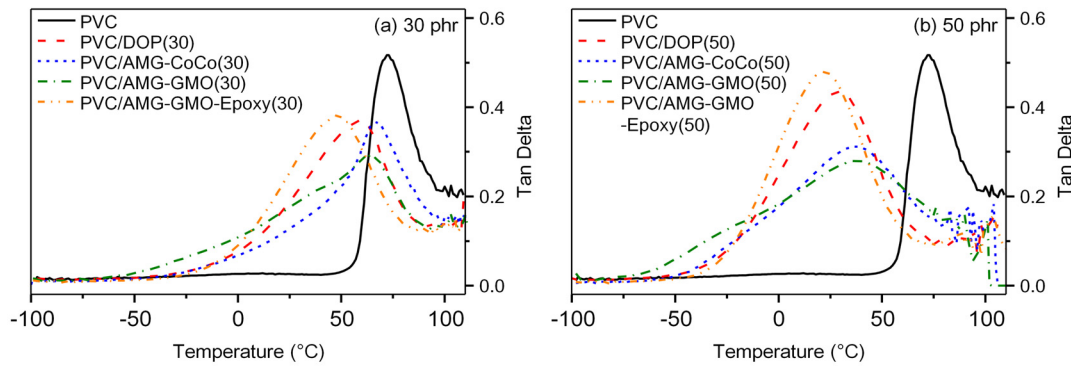 (a) 30 phr
PVC
PVC/DOP(30)
PVC/AMG-CoCo(30)
PVC/AMG-GMO(30)
PVC/AMG-GMO-Epoxy(30)
0.6
0.4
0.2
0.0
Tan Delta
-100
-50
0
50
100
Temperature (°C)
(b) 50 phr
PVC
PVC/DOP(50)
PVC/AMG-CoCo(50)
PVC/AMG-GMO(50)
PVC/AMG-GMO
-Epoxy(50)
0.6
0.4
0.2
0.0
Tan Delta
-100
-50
0
50
100
Temperature (°C)